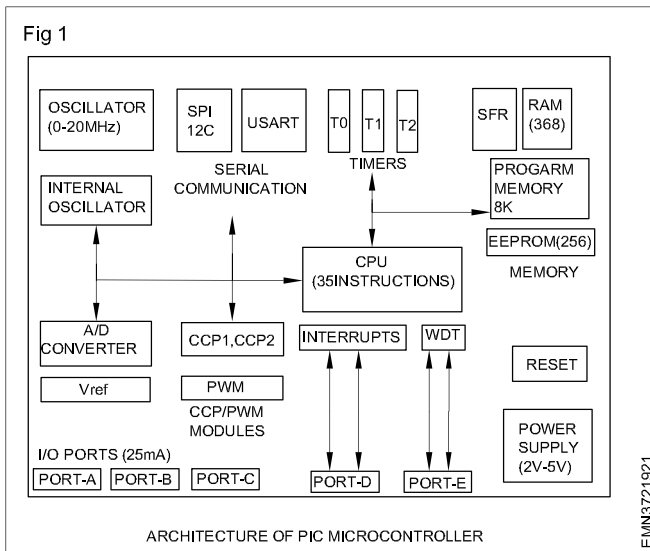 Fig 1
OSCILLATOR
(0-20MHz)
SPI
12C
USART
T0
T1
T2
SFR
RAM
(368)
SERIAL
COMMUNICATION
TIMERS
INTERNAL
OSCILLATOR
PROGARM
MEMORY
8K
EEPROM(256)
MEMORY
CPU
(35INSTRUCTIONS)
A/D
CONVERTER
CCP1,CCP2
INTERRUPTS
WDT
RESET
Vref
PWM
CCP/PWM
MODULES
POWER
SUPPLY
(2V-5V)
I/O PORTS (25mA)
PORT-A
PORT-B
PORT-C
PORT-D
PORT-E
ARCHITECTURE OF PIC MICROCONTROLLER
EMN3721921